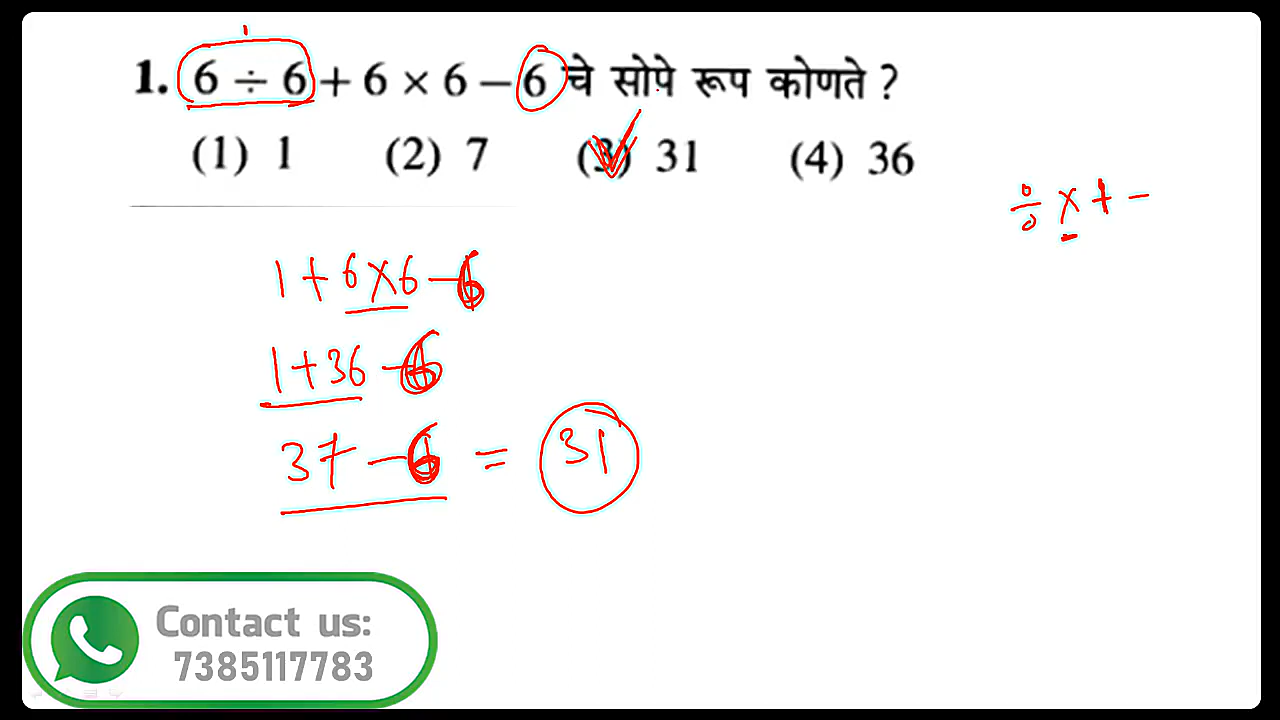 1
1. 6 ÷ 6 + 6 × 6 − 6 चे सोपे रूप कोणते ?
(1) 1 (2) 7 (3) 31 (4) 36
÷ × + −
1 + 6 × 6 − 6
1 + 36 − 6
37 − 6 = 31
Contact us:
7385117783